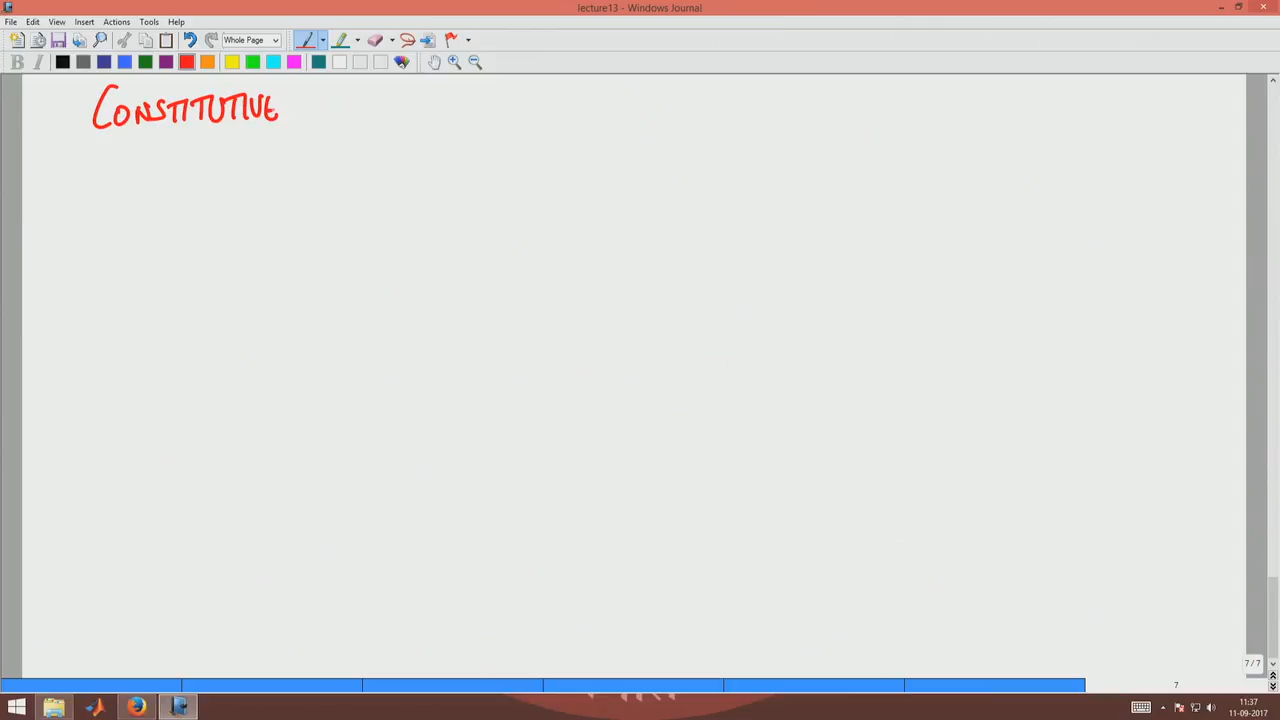 lecture13 - Windows Journal
File Edit View Insert Actions Tools Help
Whole Page
B I
CONSTITUTIVE
7 / 7
7
11:37
11-09-2017